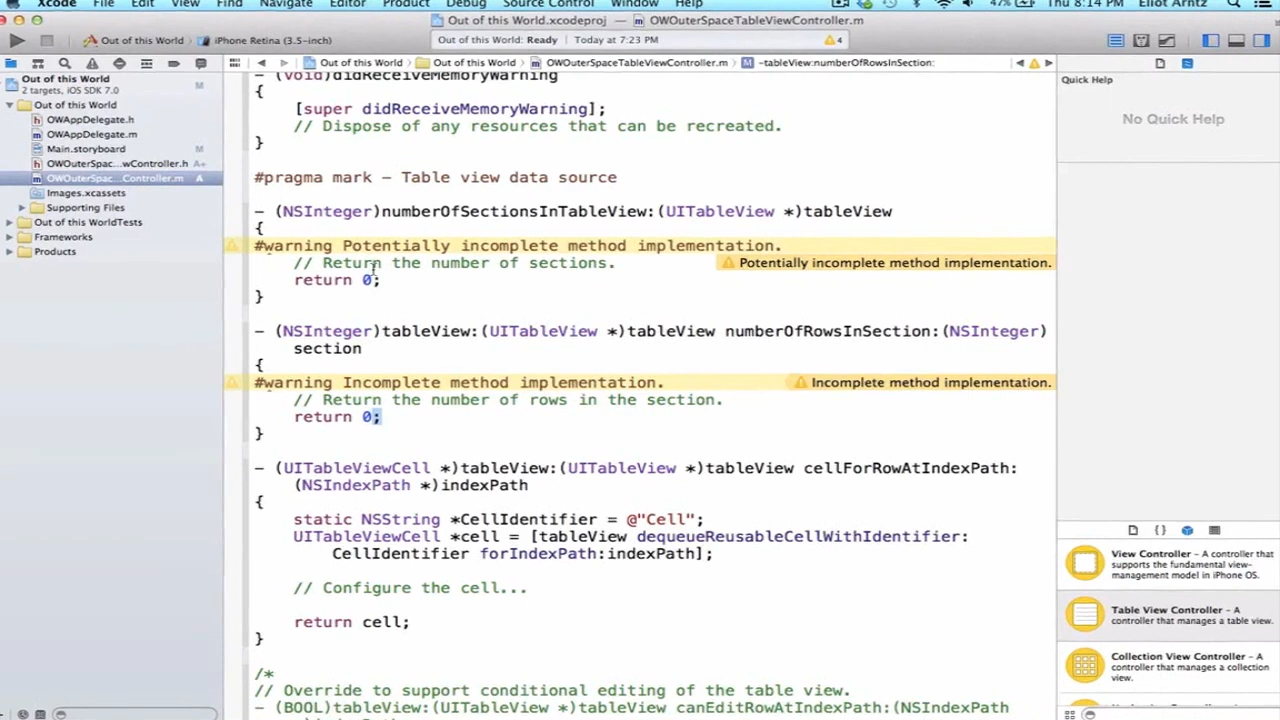 Xcode File Edit View Find Navigate Editor Product Debug Source Control Window Help 47% Thu 8:14 PM Eliot Arntz
Out of this World.xcodeproj — OWOuterSpaceTableViewController.m
Out of this World iPhone Retina (3.5-inch) Out of this World: Ready Today at 7:23 PM 4
Out of this World Out of this World OWOuterSpaceTableViewController.m -tableView:numberOfRowsInSection:
Out of this World M
2 targets, iOS SDK 7.0
Out of this World
OWAppDelegate.h
OWAppDelegate.m
Main.storyboard M
OWOuterSpac...wController.h A+
OWOuterSpac...Controller.m A
Images.xcassets
Supporting Files
Out of this WorldTests
Frameworks
Products
- (void)didReceiveMemoryWarning
{
[super didReceiveMemoryWarning];
// Dispose of any resources that can be recreated.
}
#pragma mark - Table view data source
- (NSInteger)numberOfSectionsInTableView:(UITableView *)tableView
{
#warning Potentially incomplete method implementation.
// Return the number of sections. Potentially incomplete method implementation.
return 0;
}
- (NSInteger)tableView:(UITableView *)tableView numberOfRowsInSection:(NSInteger)
section
{
#warning Incomplete method implementation. Incomplete method implementation.
// Return the number of rows in the section.
return 0;
}
- (UITableViewCell *)tableView:(UITableView *)tableView cellForRowAtIndexPath:
(NSIndexPath *)indexPath
{
static NSString *CellIdentifier = @"Cell";
UITableViewCell *cell = [tableView dequeueReusableCellWithIdentifier:
CellIdentifier forIndexPath:indexPath];
// Configure the cell...
return cell;
}
/*
// Override to support conditional editing of the table view.
- (BOOL)tableView:(UITableView *)tableView canEditRowAtIndexPath:(NSIndexPath
Quick Help
No Quick Help
{ }
View Controller - A controller that
supports the fundamental view-
management model in iPhone OS.
Table View Controller - A
controller that manages a table view.
Collection View Controller - A
controller that manages a collection
view.